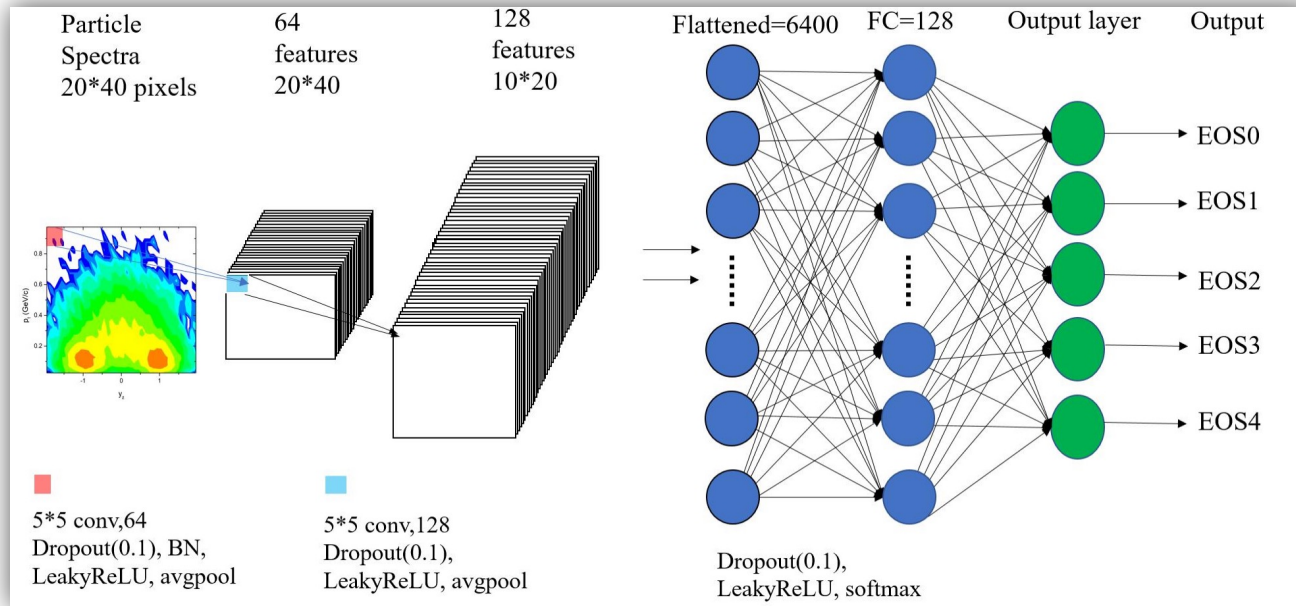 Particle
Spectra
20*40 pixels
64
features
20*40
128
features
10*20
Flattened=6400
FC=128
Output layer
Output
EOS0
EOS1
EOS2
EOS3
EOS4
0.8
0.6
0.4
0.2
pₜ(GeV/c)
-1
0
1
y₀
5*5 conv,64
Dropout(0.1), BN,
LeakyReLU, avgpool
5*5 conv,128
Dropout(0.1),
LeakyReLU, avgpool
Dropout(0.1),
LeakyReLU, softmax